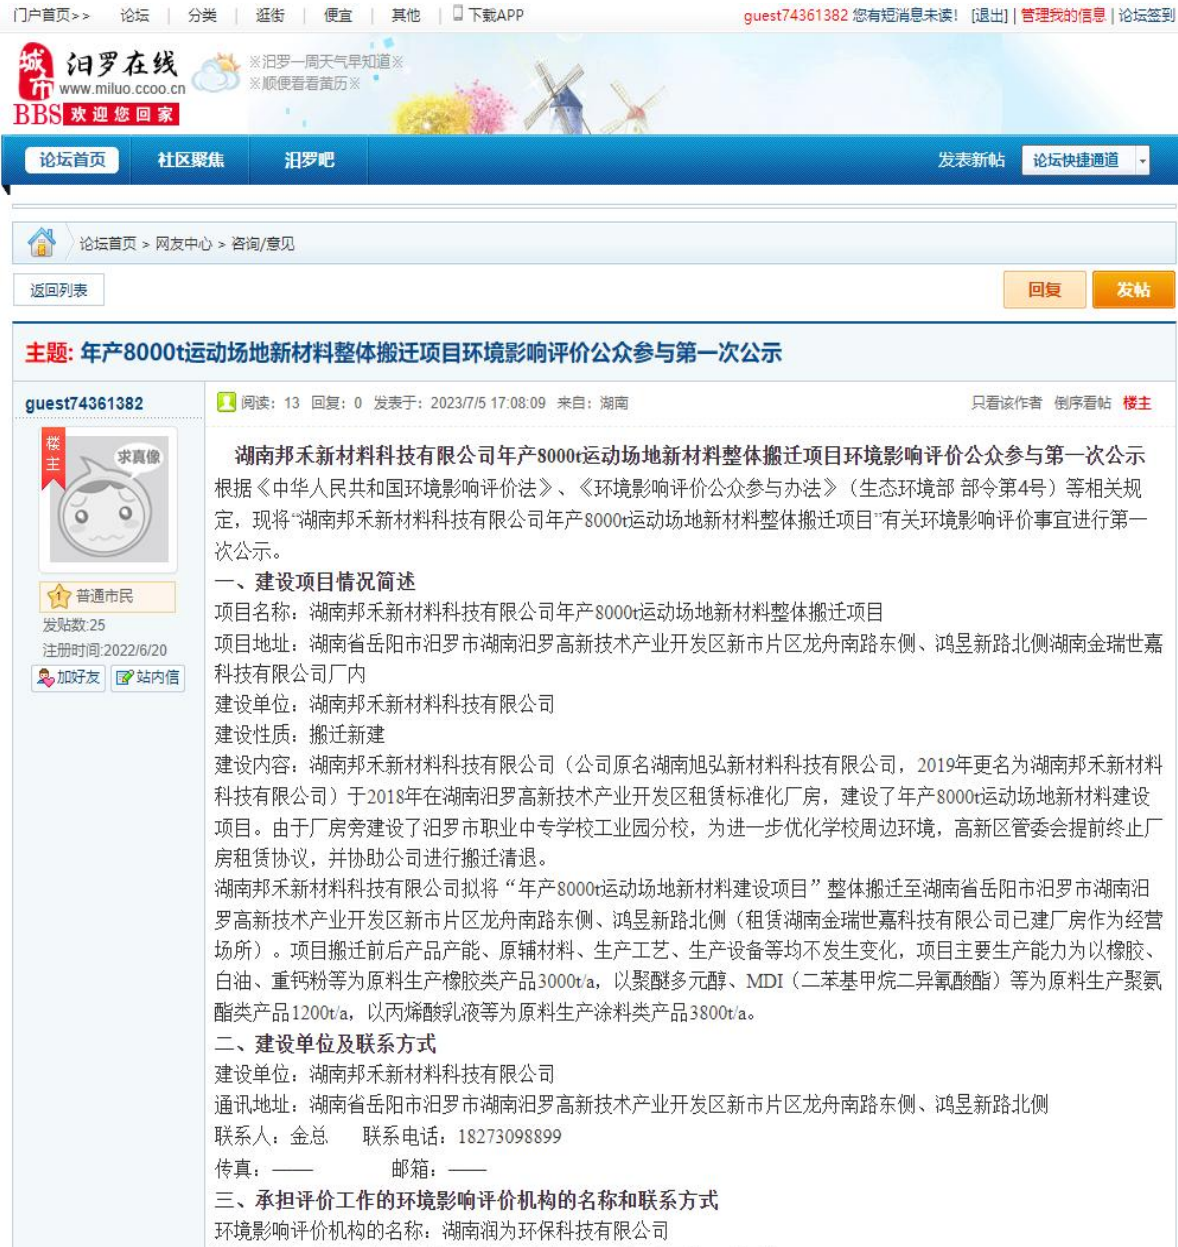 门户首页>> 论坛 | 分类 | 逛街 | 便宜 | 其他 | 下载APP guest74361382 您有短消息未读! [退出] | 管理我的信息 | 论坛签到
城市 汨罗在线
www.miluo.ccoo.cn
BBS 欢迎您回家
※汨罗一周天气早知道※
※顺便看看黄历※
论坛首页 社区聚焦 汨罗吧 发表新帖 论坛快捷通道
论坛首页 > 网友中心 > 咨询/意见
返回列表 回复 发帖
主题: 年产8000t运动场地新材料整体搬迁项目环境影响评价公众参与第一次公示
guest74361382
楼主
求真像
1 普通市民
发贴数:25
注册时间:2022/6/20
加好友 站内信
阅读: 13 回复: 0 发表于: 2023/7/5 17:08:09 来自: 湖南 只看该作者 倒序看帖 楼主
湖南邦禾新材料科技有限公司年产8000t运动场地新材料整体搬迁项目环境影响评价公众参与第一次公示
根据《中华人民共和国环境影响评价法》、《环境影响评价公众参与办法》（生态环境部 部令第4号）等相关规
定，现将“湖南邦禾新材料科技有限公司年产8000t运动场地新材料整体搬迁项目”有关环境影响评价事宜进行第一
次公示。
一、建设项目情况简述
项目名称：湖南邦禾新材料科技有限公司年产8000t运动场地新材料整体搬迁项目
项目地址：湖南省岳阳市汨罗市湖南汨罗高新技术产业开发区新市片区龙舟南路东侧、鸿昱新路北侧湖南金瑞世嘉
科技有限公司厂内
建设单位：湖南邦禾新材料科技有限公司
建设性质：搬迁新建
建设内容：湖南邦禾新材料科技有限公司（公司原名湖南旭弘新材料科技有限公司，2019年更名为湖南邦禾新材料
科技有限公司）于2018年在湖南汨罗高新技术产业开发区租赁标准化厂房，建设了年产8000t运动场地新材料建设
项目。由于厂房旁建设了汨罗市职业中专学校工业园分校，为进一步优化学校周边环境，高新区管委会提前终止厂
房租赁协议，并协助公司进行搬迁清退。
湖南邦禾新材料科技有限公司拟将“年产8000t运动场地新材料建设项目”整体搬迁至湖南省岳阳市汨罗市湖南汨
罗高新技术产业开发区新市片区龙舟南路东侧、鸿昱新路北侧（租赁湖南金瑞世嘉科技有限公司已建厂房作为经营
场所）。项目搬迁前后产品产能、原辅材料、生产工艺、生产设备等均不发生变化，项目主要生产能力为以橡胶、
白油、重钙粉等为原料生产橡胶类产品3000t/a，以聚醚多元醇、MDI（二苯基甲烷二异氰酸酯）等为原料生产聚氨
酯类产品1200t/a，以丙烯酸乳液等为原料生产涂料类产品3800t/a。
二、建设单位及联系方式
建设单位：湖南邦禾新材料科技有限公司
通讯地址：湖南省岳阳市汨罗市湖南汨罗高新技术产业开发区新市片区龙舟南路东侧、鸿昱新路北侧
联系人：金总 联系电话：18273098899
传真：—— 邮箱：——
三、承担评价工作的环境影响评价机构的名称和联系方式
环境影响评价机构的名称：湖南润为环保科技有限公司